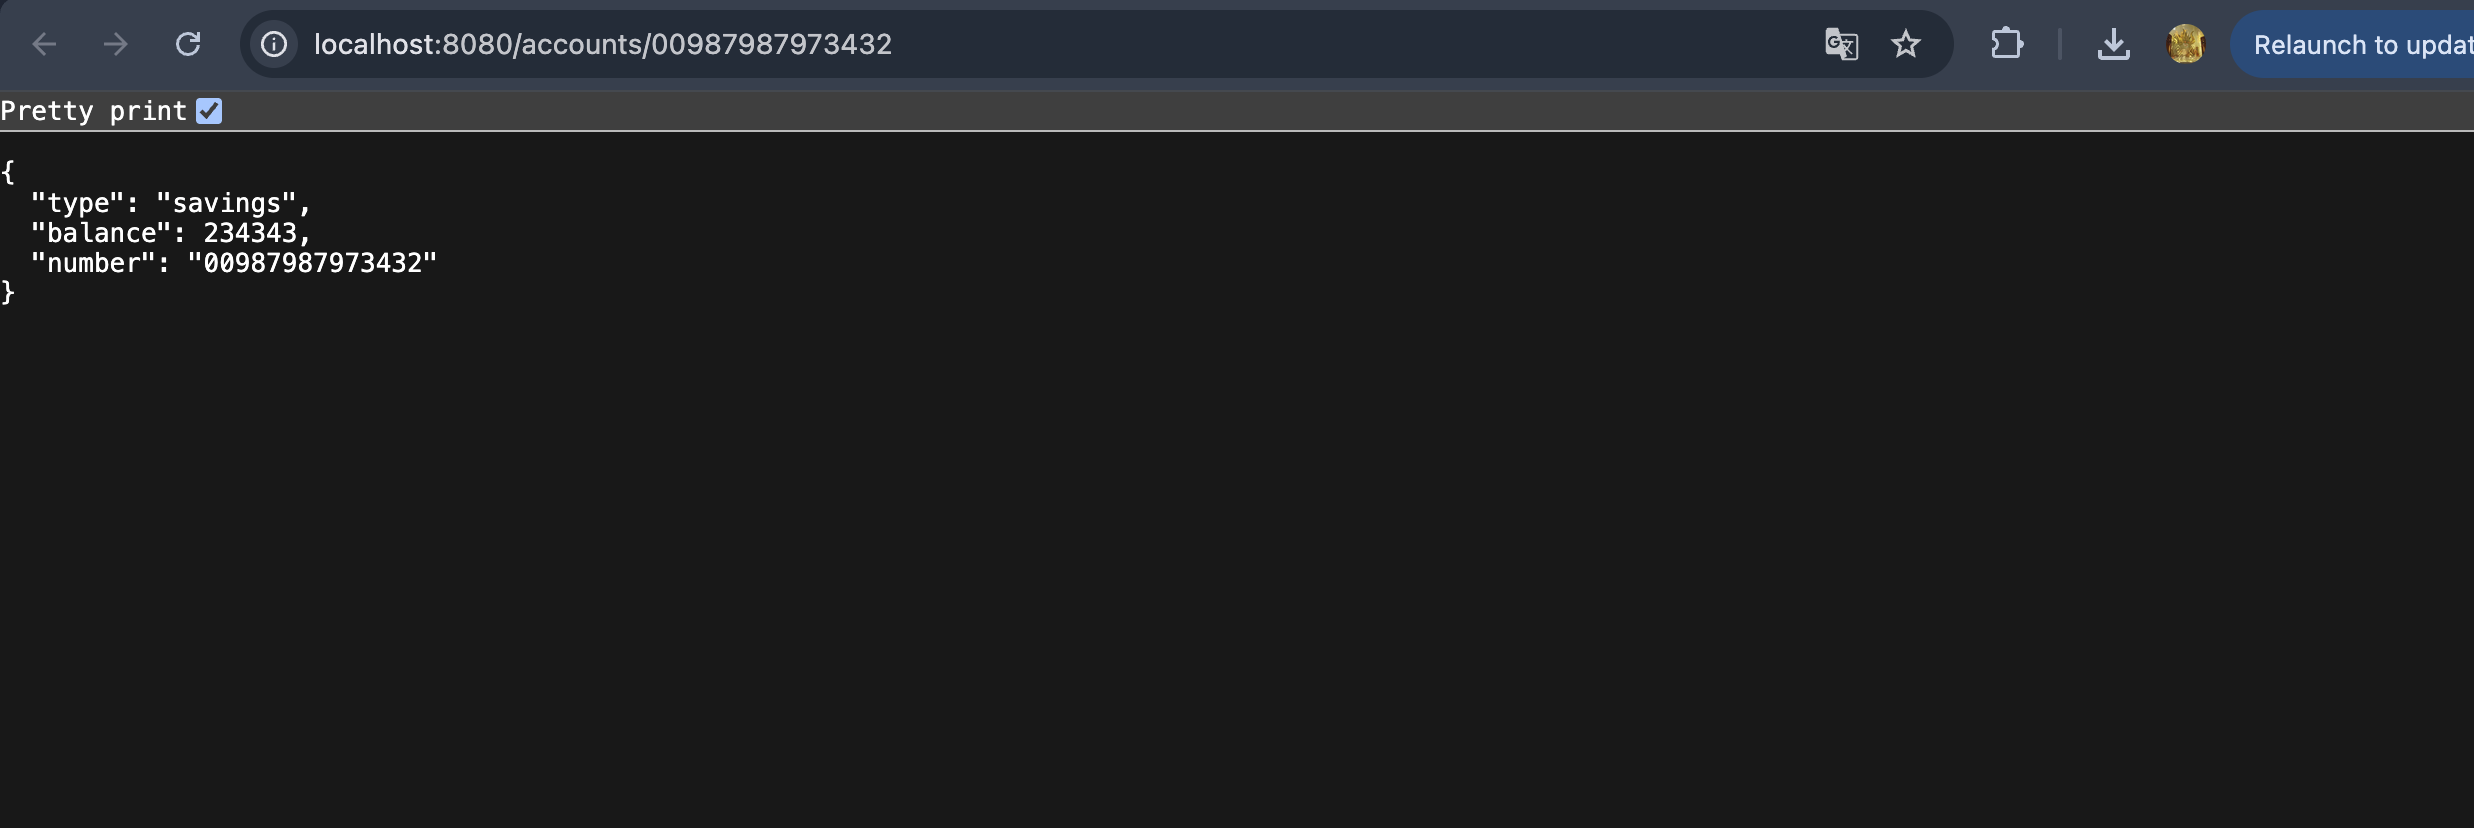 localhost:8080/accounts/00987987973432
Relaunch to updat
Pretty print
{
  "type": "savings",
  "balance": 234343,
  "number": "00987987973432"
}